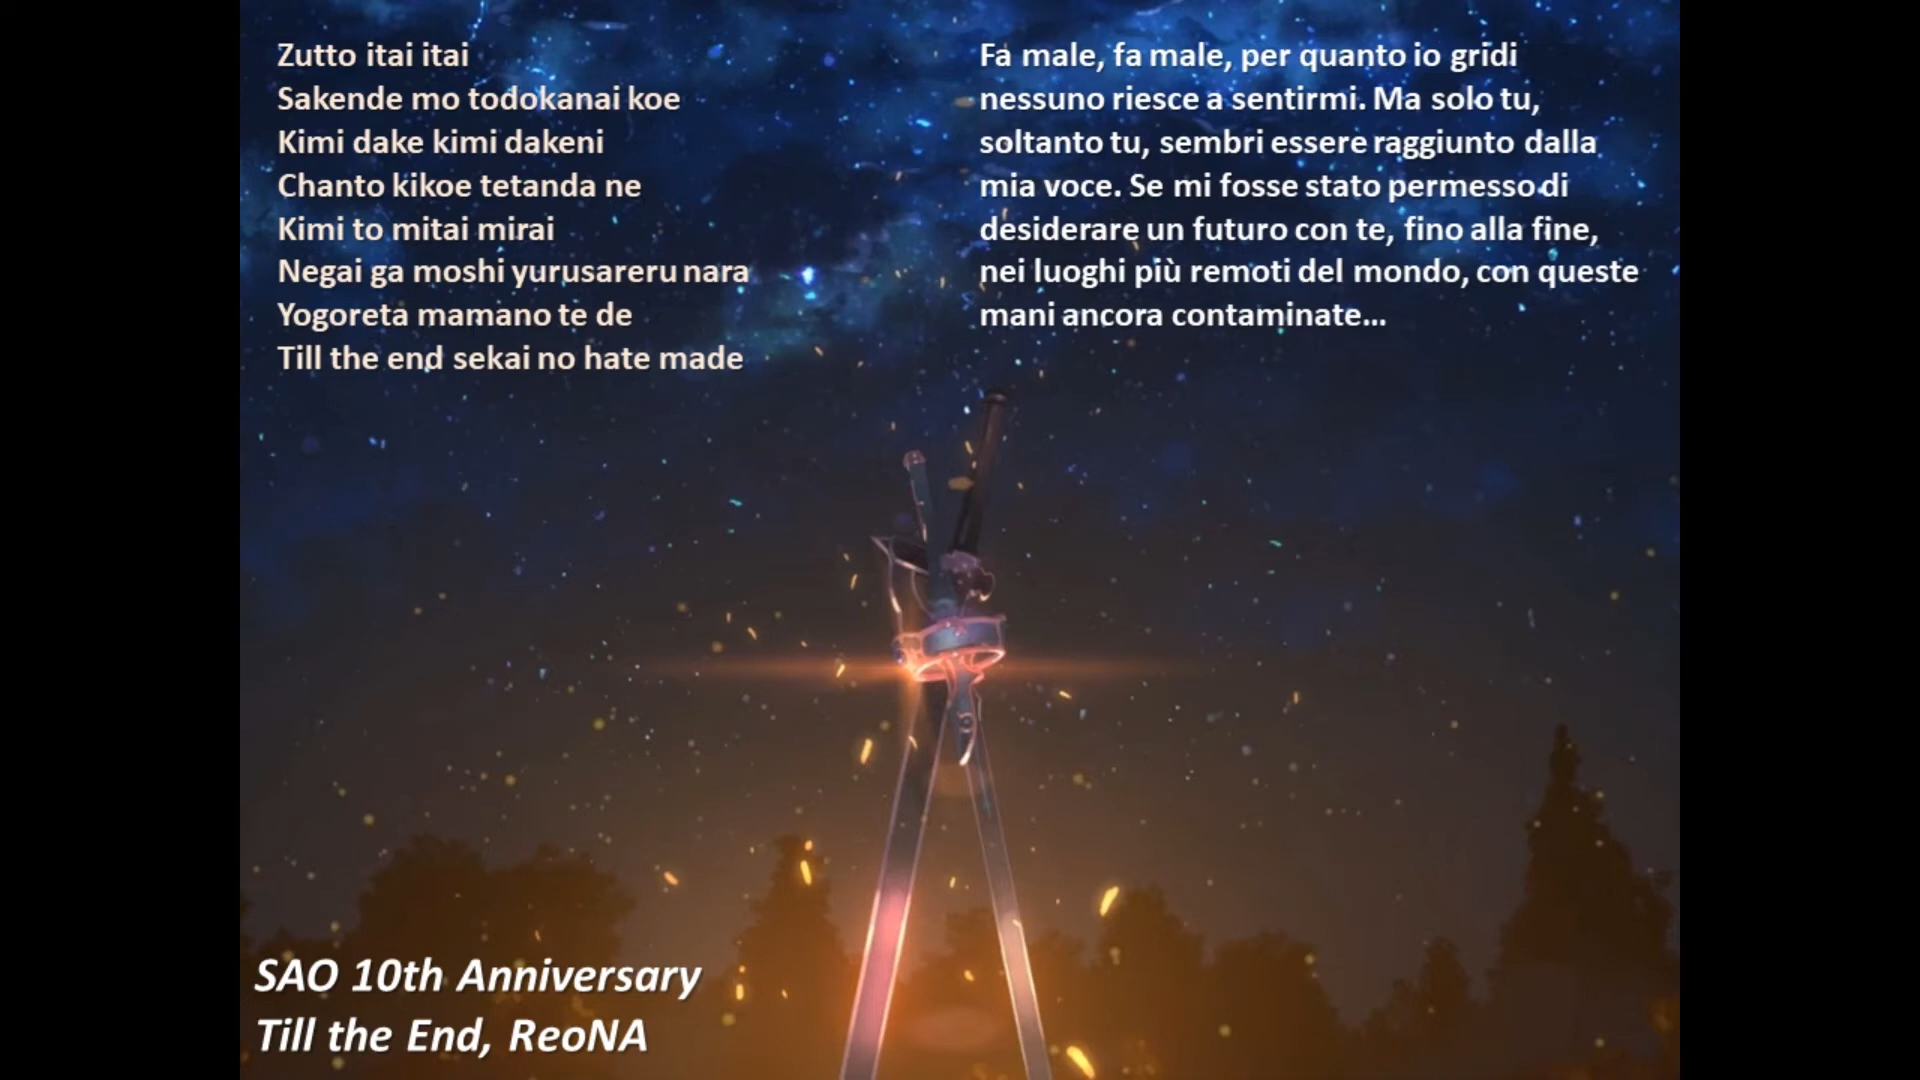 Zutto itai itai
Sakende mo todokanai koe
Kimi dake kimi dakeni
Chanto kikoe tetanda ne
Kimi to mitai mirai
Negai ga moshi yurusareru nara
Yogoreta mamano te de
Till the end sekai no hate made
Fa male, fa male, per quanto io gridi
nessuno riesce a sentirmi. Ma solo tu,
soltanto tu, sembri essere raggiunto dalla
mia voce. Se mi fosse stato permesso di
desiderare un futuro con te, fino alla fine,
nei luoghi più remoti del mondo, con queste
mani ancora contaminate...
SAO 10th Anniversary
Till the End, ReoNA